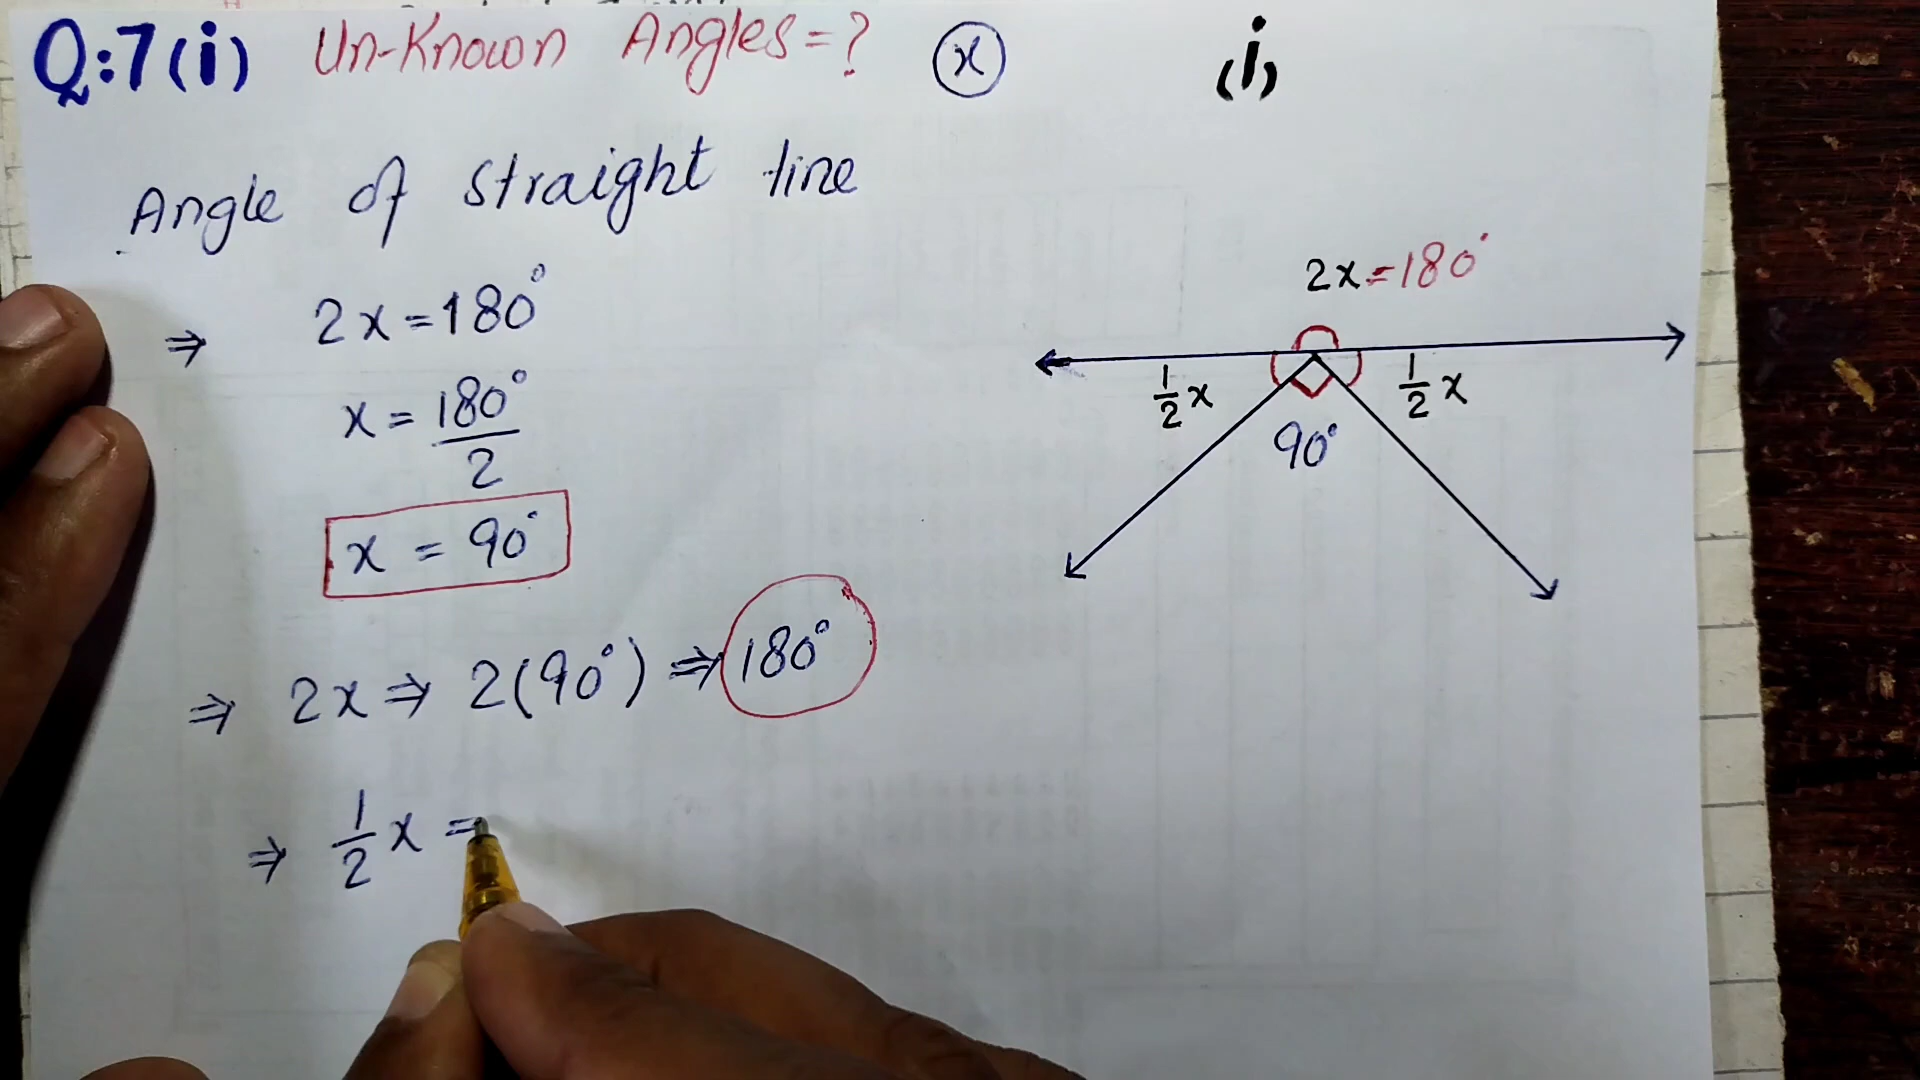 Q:7(i) Un-Known Angles=? x (i)
Angle of straight line
⇒ 2x=180°
x = 180°/2
x = 90°
⇒ 2x ⇒ 2(90°) ⇒ 180°
⇒ 1/2 x =
2x=180°
1/2 x 1/2 x
90°